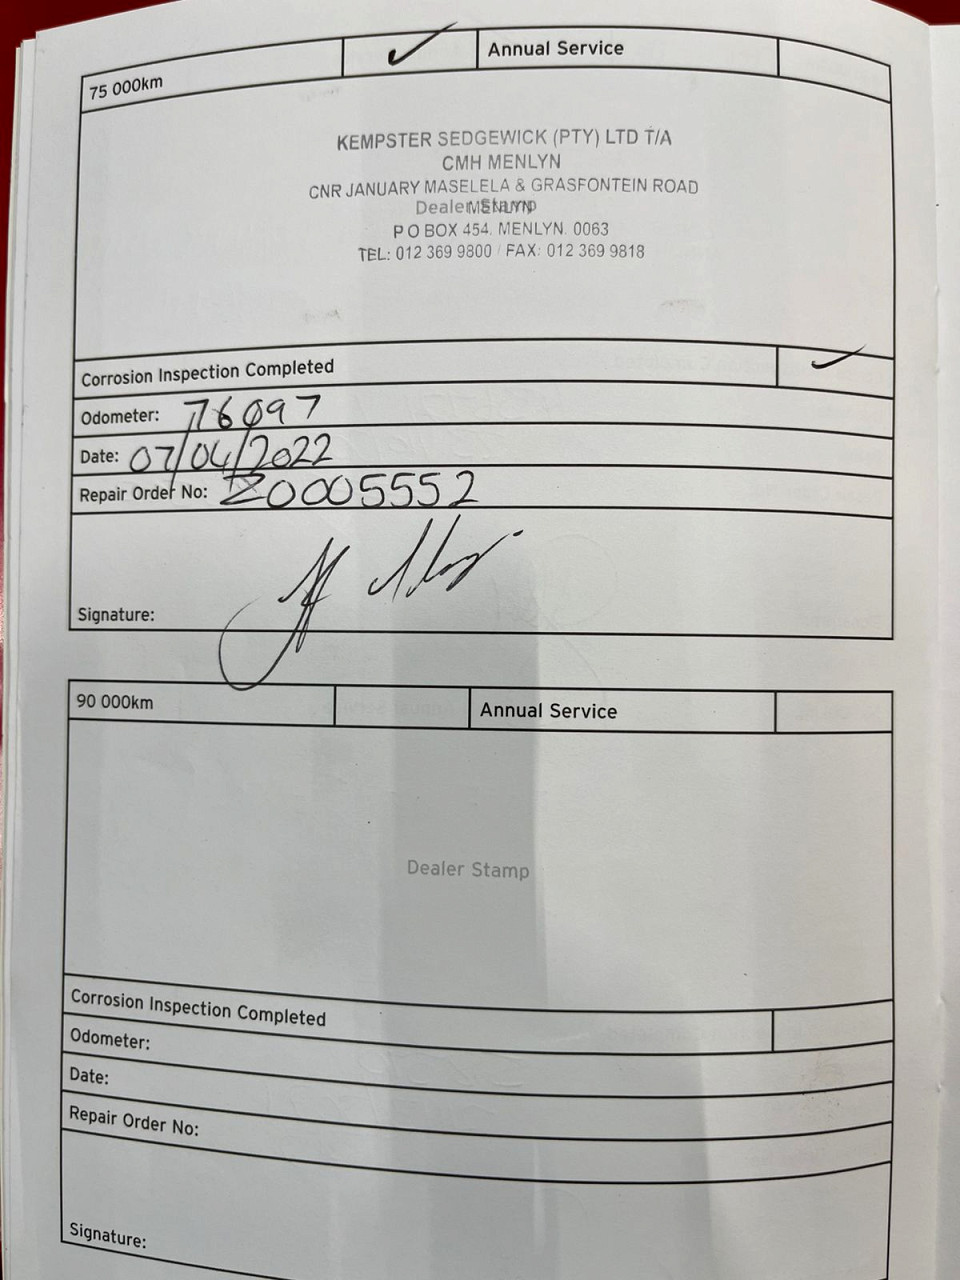 75 000km ✓ Annual Service
KEMPSTER SEDGEWICK (PTY) LTD T/A
CMH MENLYN
CNR JANUARY MASELELA & GRASFONTEIN ROAD
Dealer Stamp
MENLYN
P O BOX 454. MENLYN. 0063
TEL: 012 369 9800 / FAX: 012 369 9818
Corrosion Inspection Completed ✓
Odometer: 76097
Date: 07/04/2022
Repair Order No: Z0005552
Signature:
90 000km Annual Service
Dealer Stamp
Corrosion Inspection Completed
Odometer:
Date:
Repair Order No:
Signature: